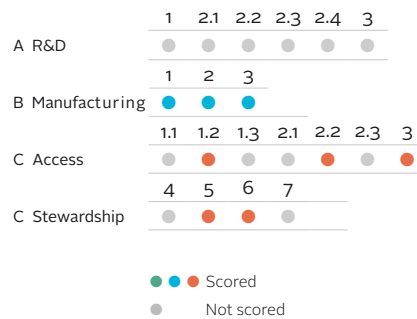 1 2.1 2.2 2.3 2.4 3
A R&D
1 2 3
B Manufacturing
1.1 1.2 1.3 2.1 2.2 2.3 3
C Access
4 5 6 7
C Stewardship
Scored
Not scored